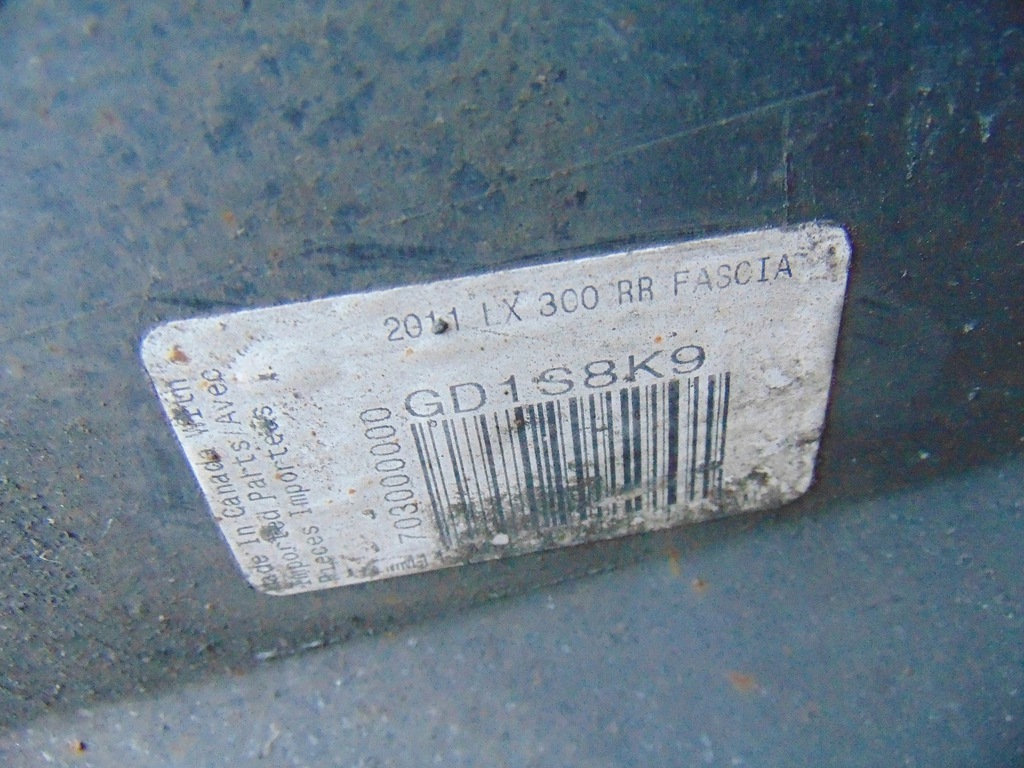 2011 LX 300 RR FASCIA
GD1S8K9
703000000
Made In Canada With
Imported Parts/Avec
Pieces Importees